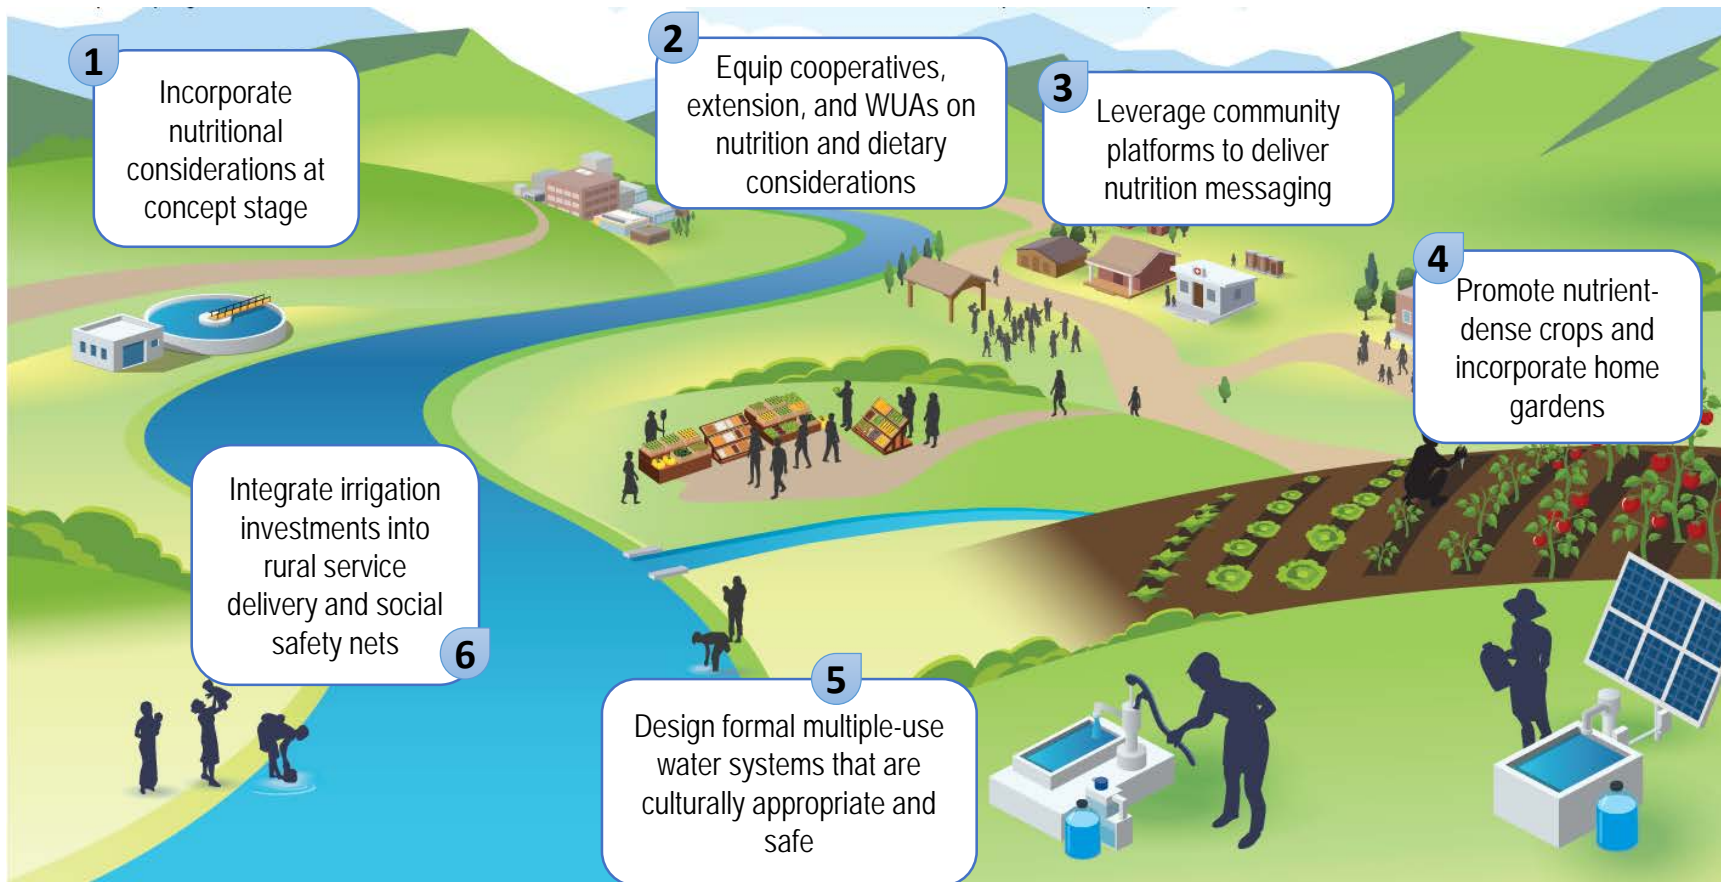 1
Incorporate
nutritional
considerations at
concept stage
2
Equip cooperatives,
extension, and WUAs on
nutrition and dietary
considerations
3
Leverage community
platforms to deliver
nutrition messaging
4
Promote nutrient-
dense crops and
incorporate home
gardens
5
Design formal multiple-use
water systems that are
culturally appropriate and
safe
6
Integrate irrigation
investments into
rural service
delivery and social
safety nets